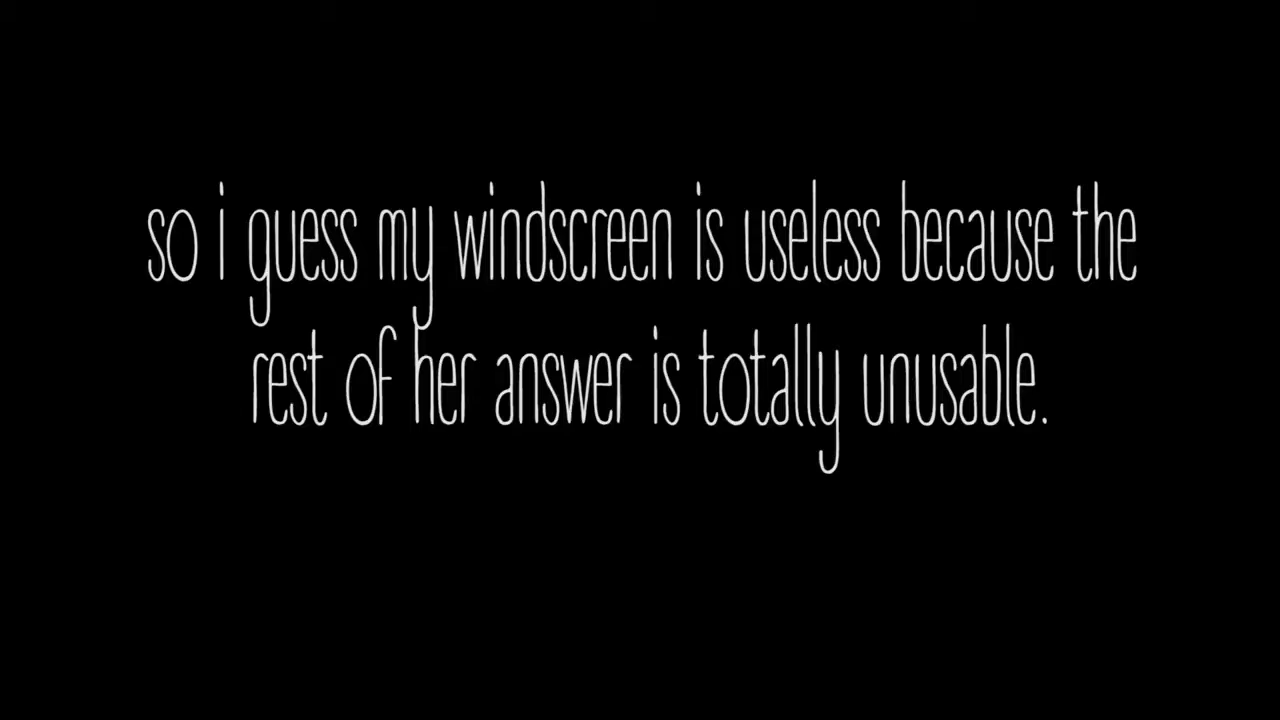 so i guess my windscreen is useless because the
rest of her answer is totally unusable.